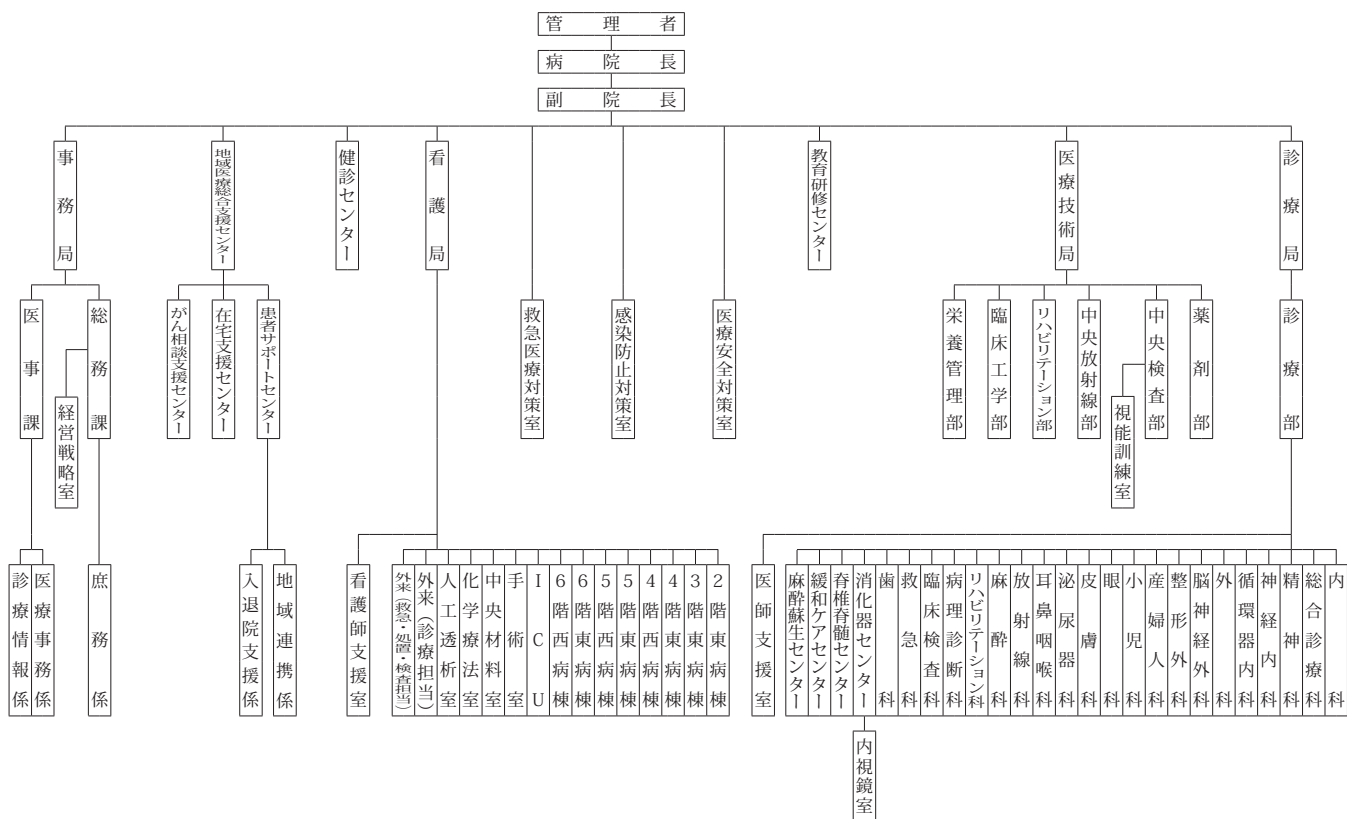 管理者
病院長
副院長
事務局
地域医療総合支援センター
健診センター
看護局
教育研修センター
医療技術局
診療局
医事課
総務課
経営戦略室
がん相談支援センター
在宅支援センター
患者サポートセンター
救急医療対策室
感染防止対策室
医療安全対策室
栄養管理部
臨床工学部
リハビリテーション部
中央放射線部
中央検査部
視能訓練室
薬剤部
診療部
診療情報係
医療事務係
庶務係
入退院支援係
地域連携係
看護師支援室
外来(救急・処置・検査担当)
外来(診療担当)
人工透析室
化学療法室
中央材料室
手術室
ICU
6階西病棟
6階東病棟
5階西病棟
5階東病棟
4階西病棟
4階東病棟
3階東病棟
2階東病棟
医師支援室
麻酔蘇生センター
緩和ケアセンター
脊椎脊髄センター
消化器センター
歯科
救急科
臨床検査科
病理診断科
リハビリテーション科
麻酔科
放射線科
耳鼻咽喉科
泌尿器科
皮膚科
眼科
小児科
産婦人科
整形外科
脳神経外科
外科
循環器内科
神経内科
精神科
総合診療科
内科
内視鏡室